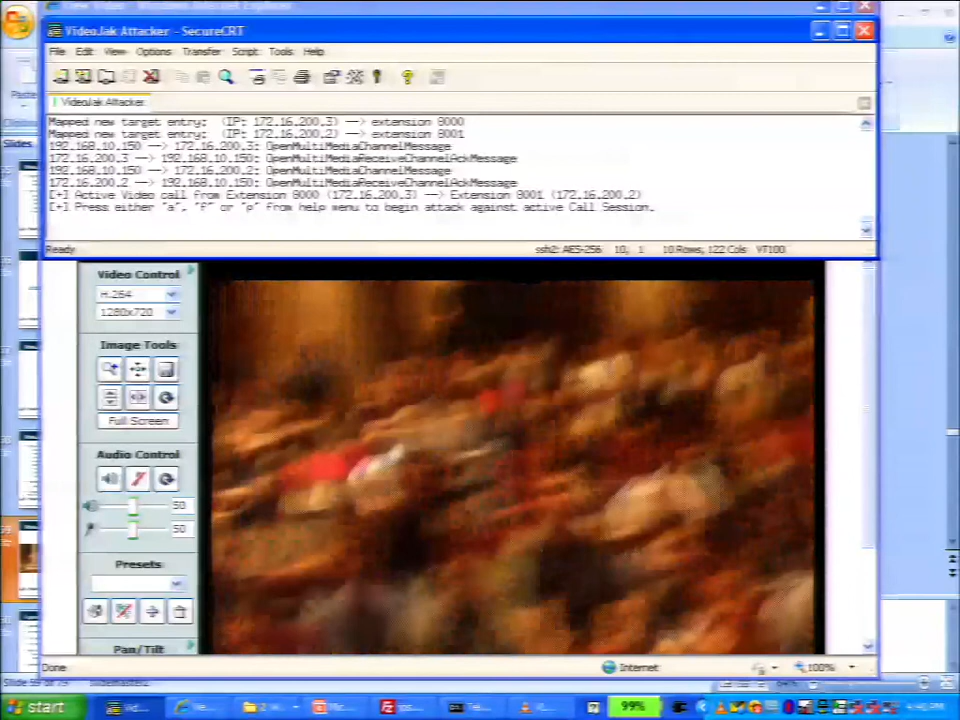 VideoJak Attacker - SecureCRT
File Edit View Options Transfer Script Tools Help
VideoJak Attacker
Mapped new target entry: (IP: 172.16.200.3) --> extension 8000
Mapped new target entry: (IP: 172.16.200.2) --> extension 8001
192.168.10.150 --> 172.16.200.3: OpenMultiMediaChannelMessage
172.16.200.3 --> 192.168.10.150: OpenMultiMediaReceiveChannelAckMessage
192.168.10.150 --> 172.16.200.2: OpenMultiMediaChannelMessage
172.16.200.2 --> 192.168.10.150: OpenMultiMediaReceiveChannelAckMessage
[+] Active Video call from Extension 8000 (172.16.200.3) --> Extension 8001 (172.16.200.2)
[+] Press either "a", "f" or "p" from help menu to begin attack against active Call Session.
Ready ssh2: AES-256 10, 1 10 Rows, 122 Cols VT100
Paste
Slides
Video Control
H.264
1280x720
Image Tools
Full Screen
Audio Control
50
50
Presets
Pan/Tilt
Done Internet 100%
start 99%